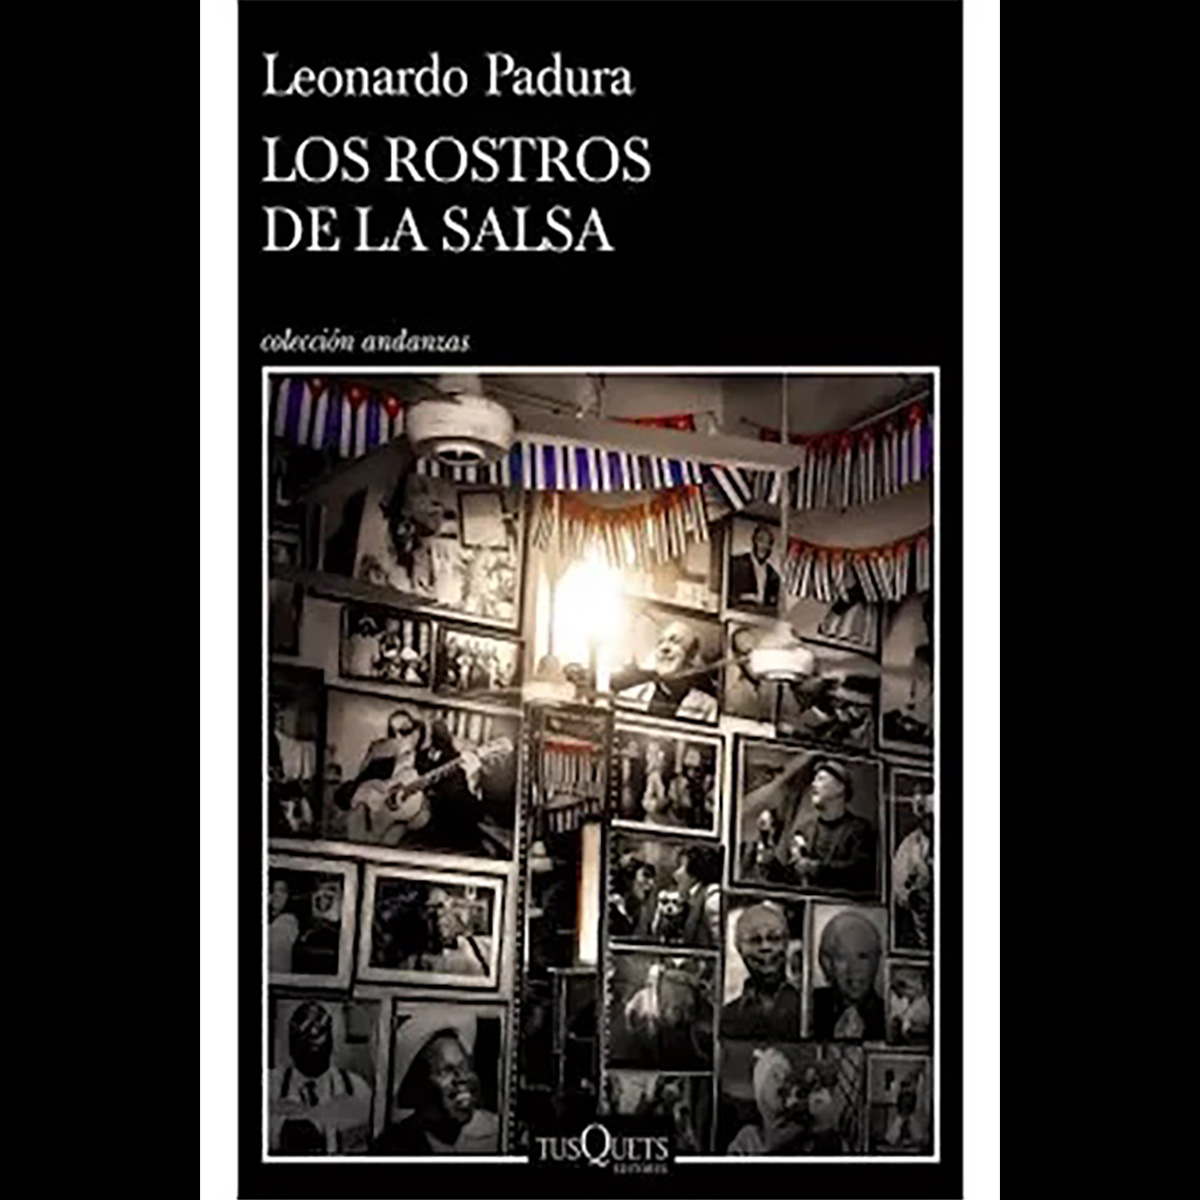 Leonardo Padura
LOS ROSTROS
DE LA SALSA
colección andanzas
TUSQUETS
EDITORES